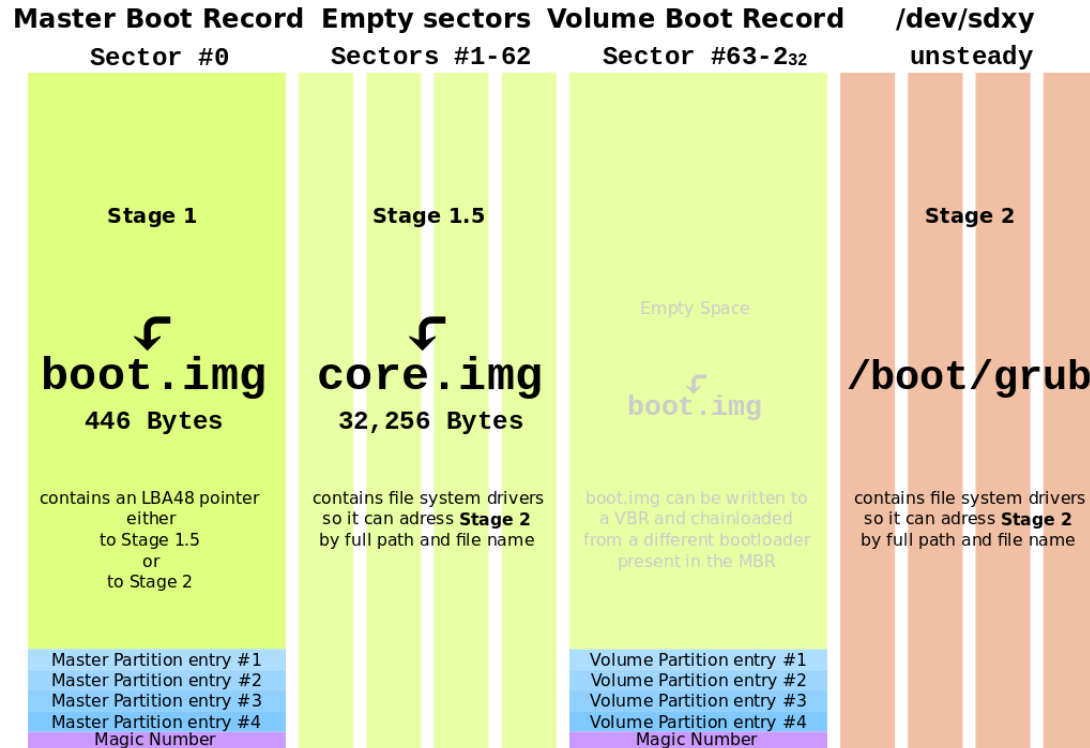 Master Boot Record
Sector #0
Stage 1
boot.img
446 Bytes
contains an LBA48 pointer
either
to Stage 1.5
or
to Stage 2
Master Partition entry #1
Master Partition entry #2
Master Partition entry #3
Master Partition entry #4
Magic Number
Empty sectors
Sectors #1-62
Stage 1.5
core.img
32,256 Bytes
contains file system drivers
so it can adress Stage 2
by full path and file name
Volume Boot Record
Sector #63-232
Empty Space
boot.img
boot.img can be written to
a VBR and chainloaded
from a different bootloader
present in the MBR
Volume Partition entry #1
Volume Partition entry #2
Volume Partition entry #3
Volume Partition entry #4
Magic Number
/dev/sdxy
unsteady
Stage 2
/boot/grub
contains file system drivers
so it can adress Stage 2
by full path and file name